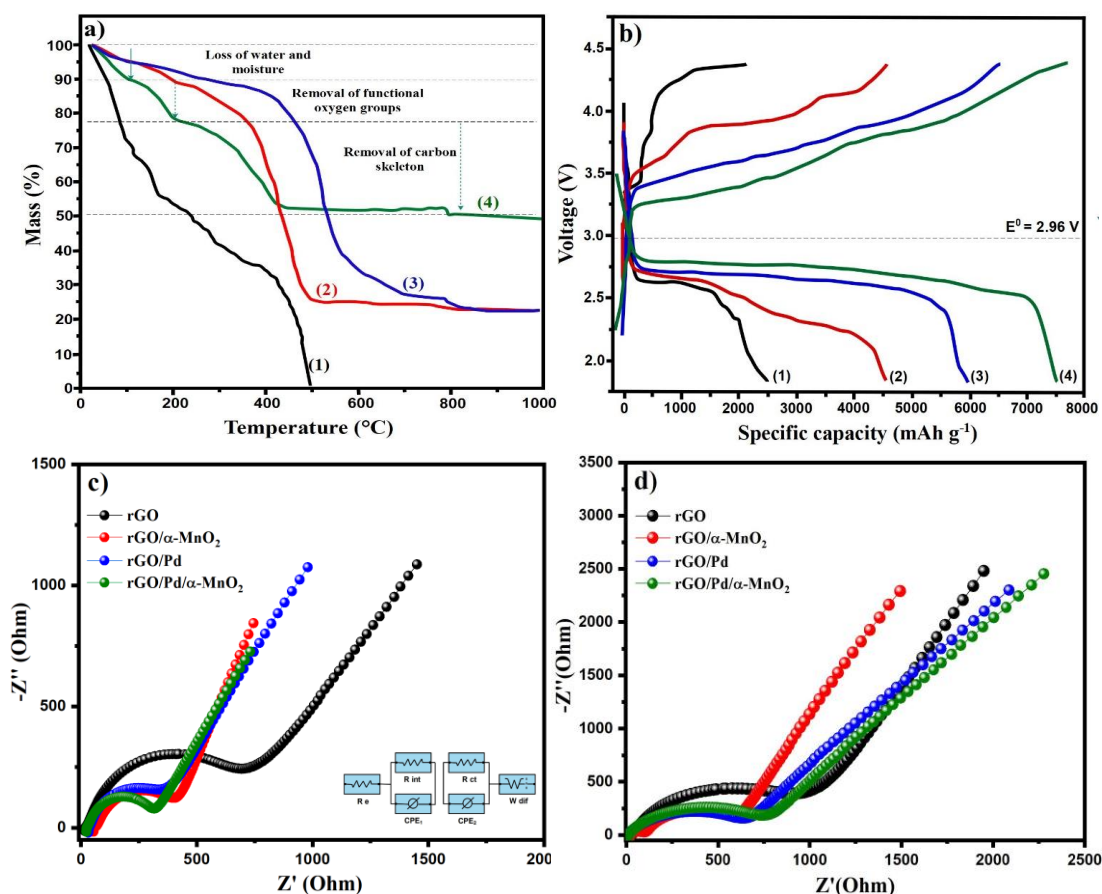 a)
Mass (%)
100
90
80
70
60
50
40
30
20
10
0
Loss of water and
moisture
Removal of functional
oxygen groups
Removal of carbon
skeleton
(4)
(2)
(3)
(1)
0 200 400 600 800 1000
Temperature (°C)
b)
Voltage (V)
4.5
4.0
3.5
3.0
2.5
2.0
E⁰ = 2.96 V
(1) (2) (3) (4)
0 1000 2000 3000 4000 5000 6000 7000 8000
Specific capacity (mAh g⁻¹)
c)
-Z'' (Ohm)
1500
1000
500
0
rGO
rGO/α-MnO₂
rGO/Pd
rGO/Pd/α-MnO₂
R int R ct
R e W dif
CPE₁ CPE₂
0 500 1000 1500 200
Z' (Ohm)
d)
-Z''(Ohm)
3500
3000
2500
2000
1500
1000
500
0
rGO
rGO/α-MnO₂
rGO/Pd
rGO/Pd/α-MnO₂
0 500 1000 1500 2000 2500
Z'(Ohm)